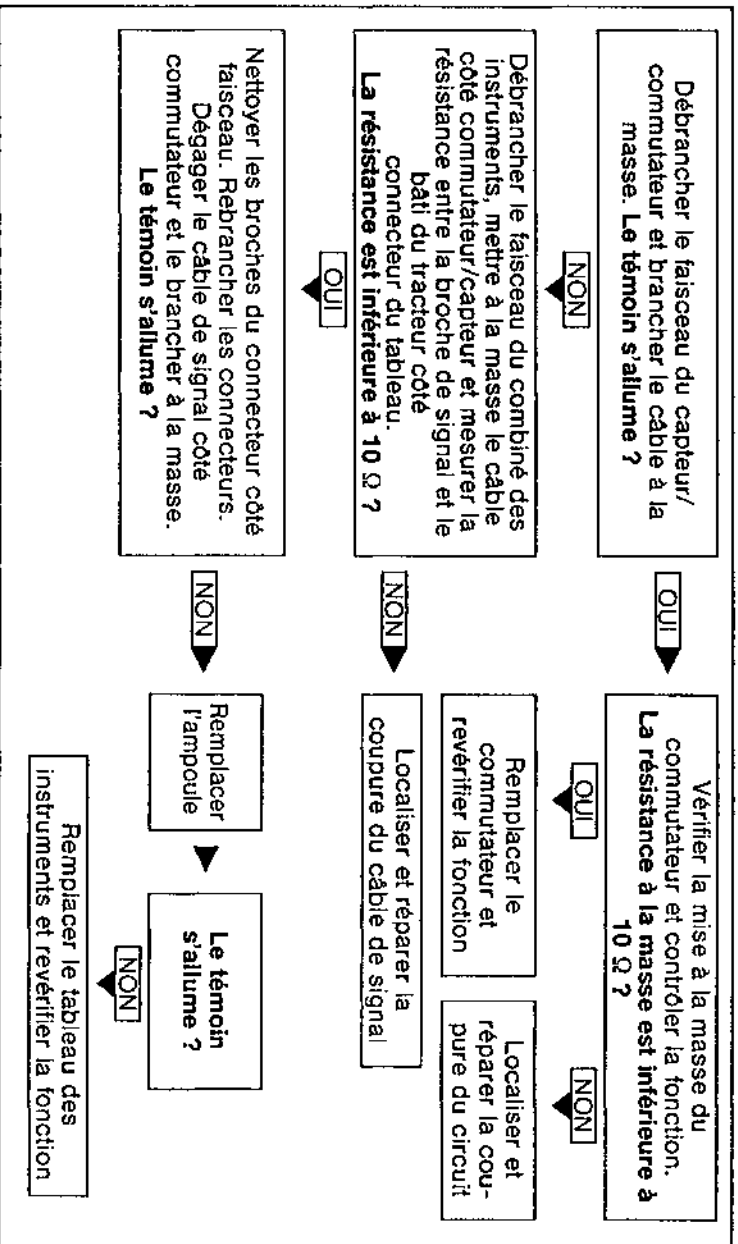 Débrancher le faisceau du capteur/
commutateur et brancher le câble à la
masse. Le témoin s'allume ?
OUI
Vérifier la mise à la masse du
commutateur et contrôler la fonction.
La résistance à la masse est inférieure à
10 Ω ?
NON
OUI
NON
Débrancher le faisceau du combiné des
instruments, mettre à la masse le câble
côté commutateur/capteur et mesurer la
résistance entre la broche de signal et le
bâti du tracteur côté
connecteur du tableau.
La résistance est inférieure à 10 Ω ?
Remplacer le
commutateur et
revérifier la fonction
Localiser et
réparer la cou-
pure du circuit
NON
Localiser et réparer la
coupure du câble de signal
OUI
Nettoyer les broches du connecteur côté
faisceau. Rebrancher les connecteurs.
Dégager le câble de signal côté
commutateur et le brancher à la masse.
Le témoin s'allume ?
NON
Remplacer
l'ampoule
Le témoin
s'allume ?
NON
Remplacer le tableau des
instruments et revérifier la fonction